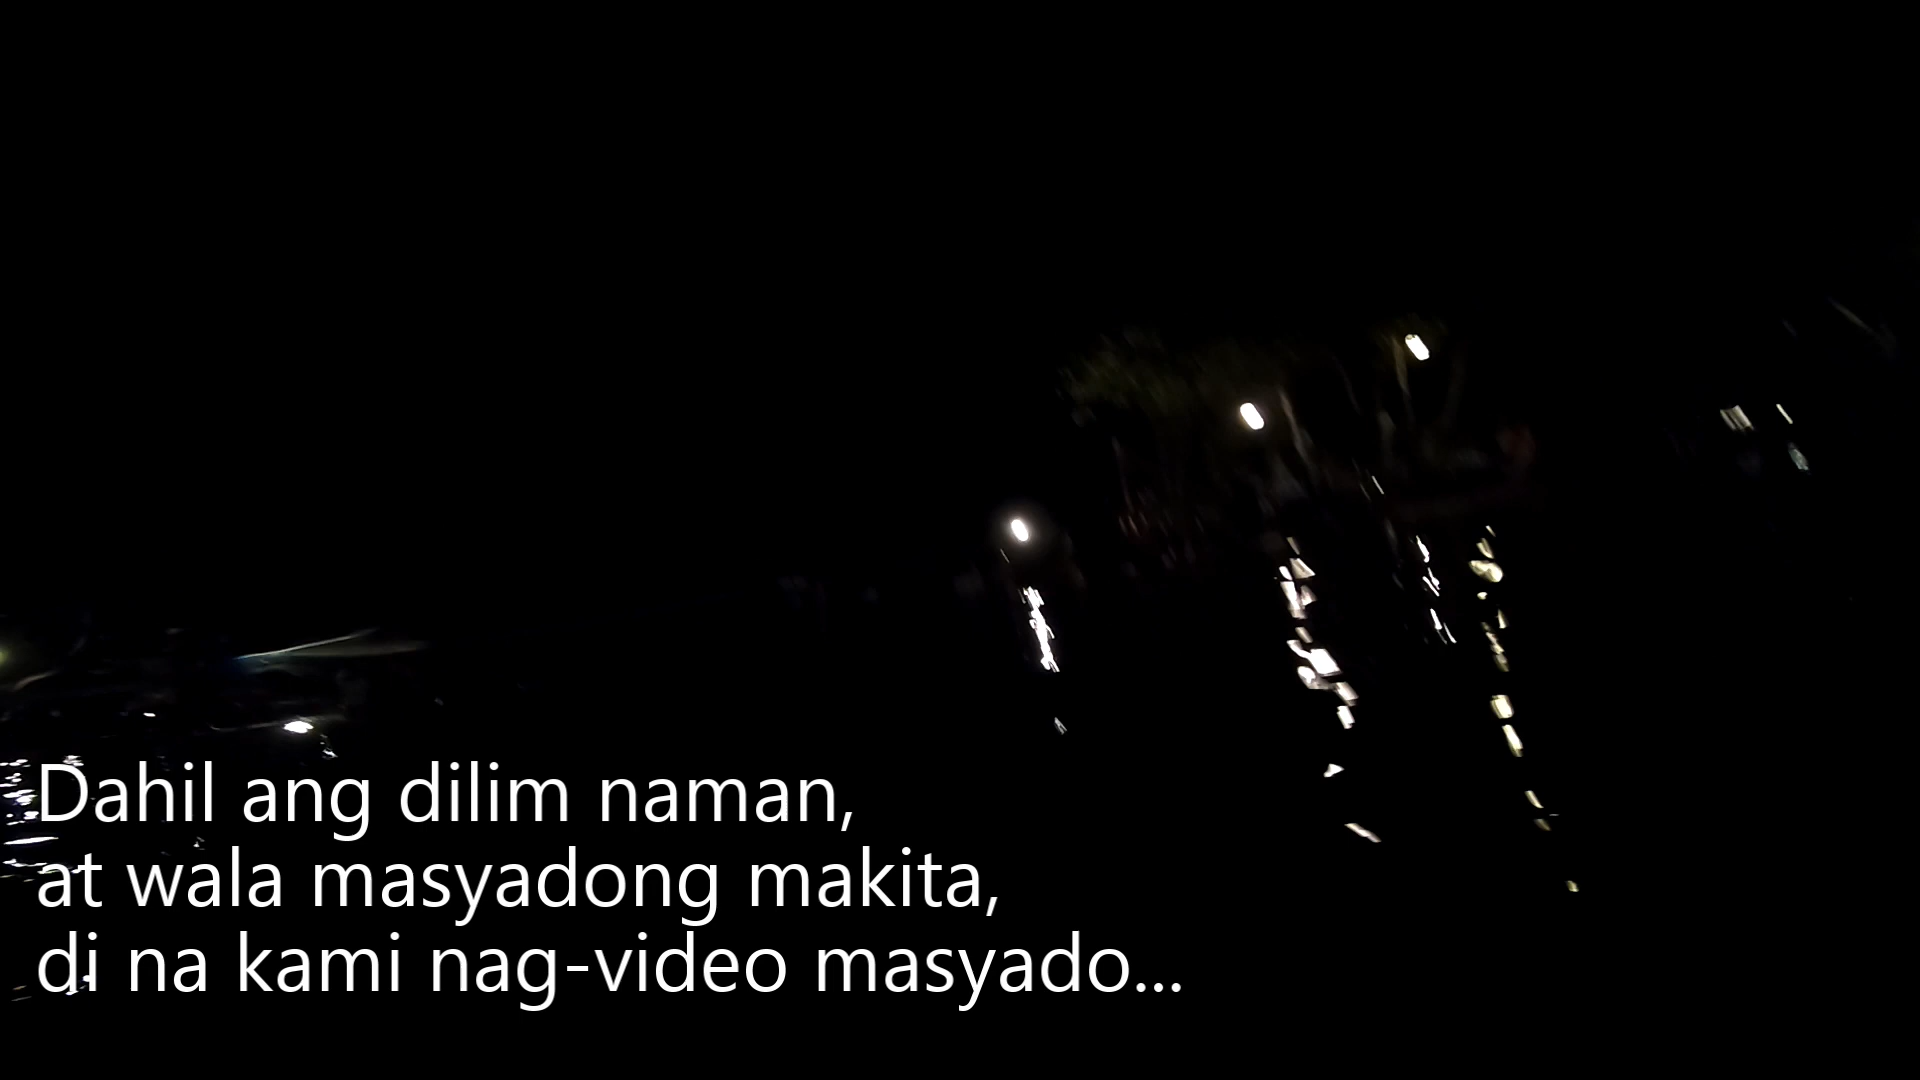 Dahil ang dilim naman,
at wala masyadong makita,
di na kami nag-video masyado...